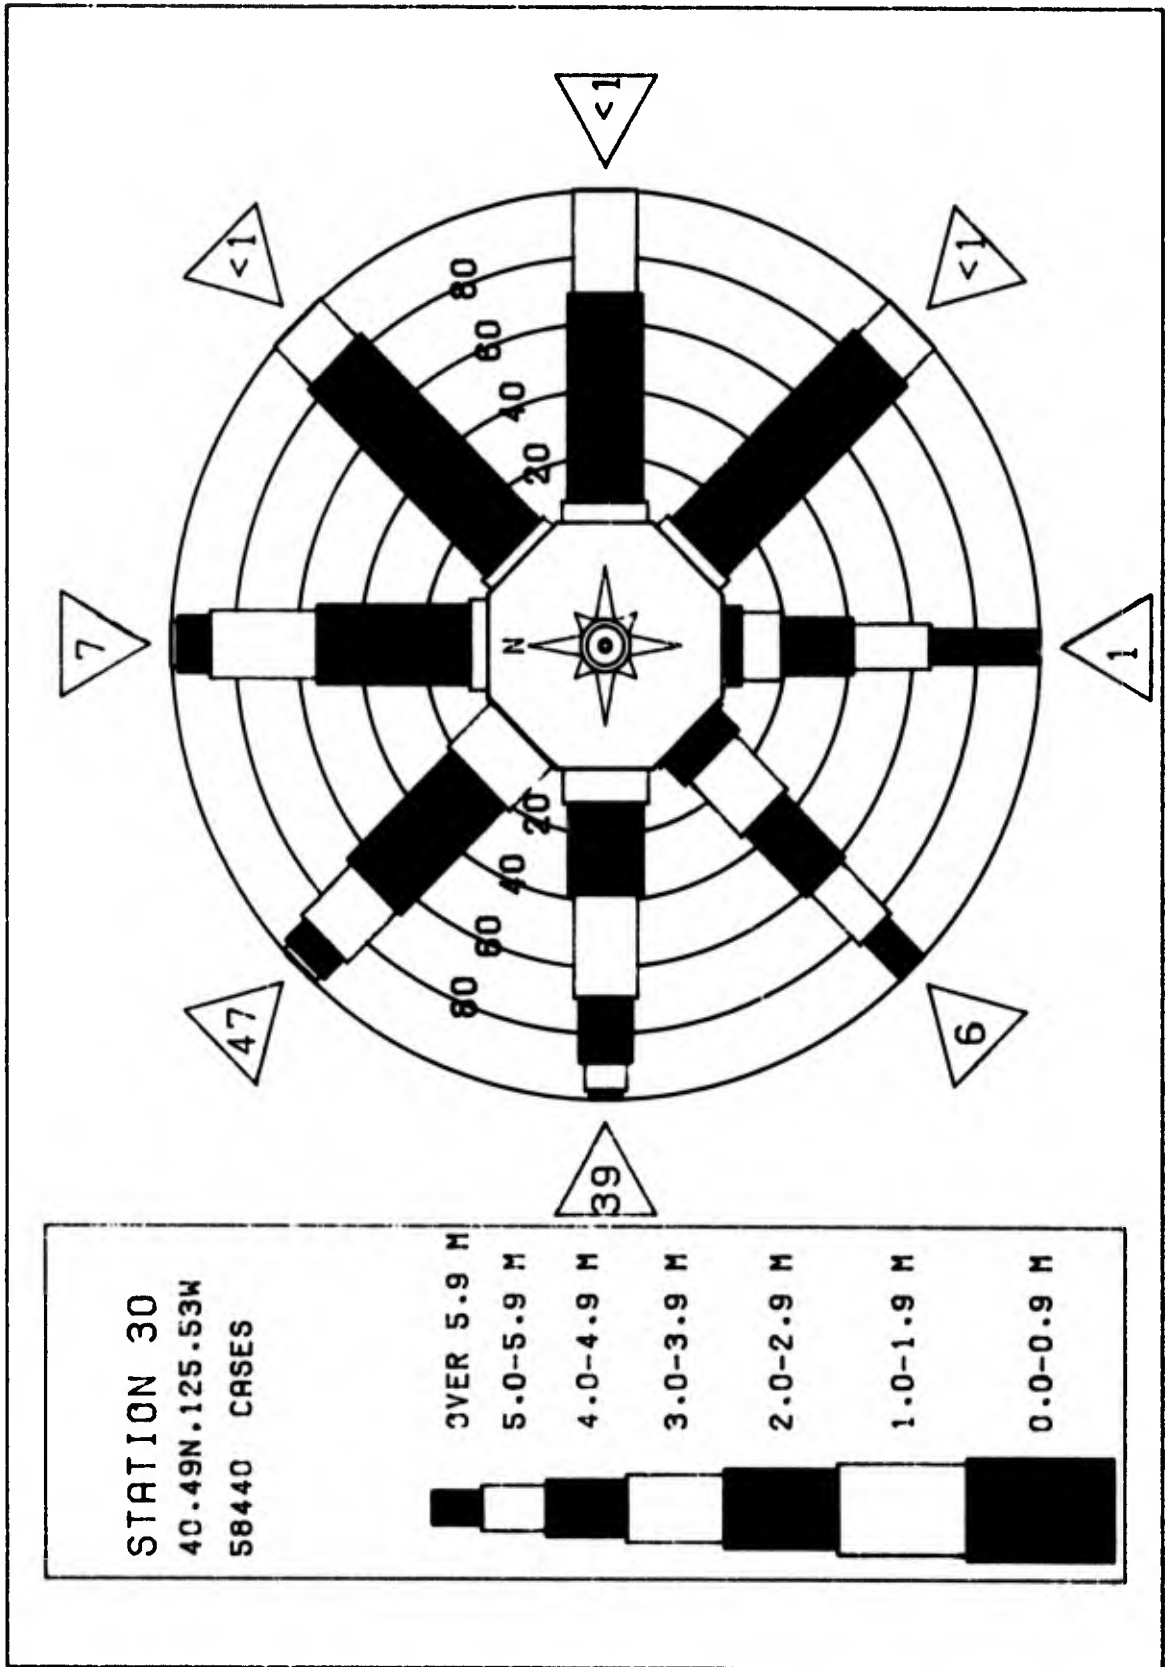 STATION 30
40.49N.125.53W
58440 CASES
OVER 5.9 M
5.0-5.9 M
4.0-4.9 M
3.0-3.9 M
2.0-2.9 M
1.0-1.9 M
0.0-0.9 M
7
47
<1
80 60 40 20 20 40 60 80
N
39
<1
6
<1
1